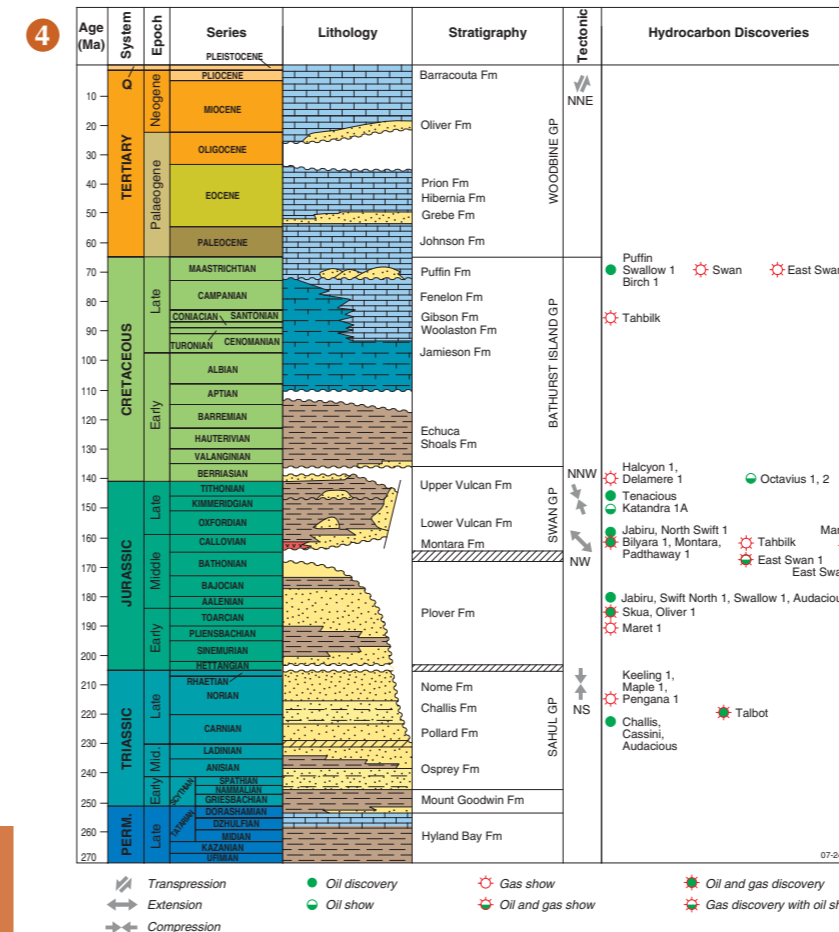 4
Age (Ma)
System
Epoch
Series
Lithology
Stratigraphy
Tectonic
Hydrocarbon Discoveries
10
20
30
40
50
60
70
80
90
100
110
120
130
140
150
160
170
180
190
200
210
220
230
240
250
260
270
Q
TERTIARY
CRETACEOUS
JURASSIC
TRIASSIC
PERM.
Neogene
Palaeogene
Late
Early
Late
Middle
Early
Late
Mid.
Early
Late
PLEISTOCENE
PLIOCENE
MIOCENE
OLIGOCENE
EOCENE
PALEOCENE
MAASTRICHTIAN
CAMPANIAN
CONIACIAN
SANTONIAN
TURONIAN
CENOMANIAN
ALBIAN
APTIAN
BARREMIAN
HAUTERIVIAN
VALANGINIAN
BERRIASIAN
TITHONIAN
KIMMERIDGIAN
OXFORDIAN
CALLOVIAN
BATHONIAN
BAJOCIAN
AALENIAN
TOARCIAN
PLIENSBACHIAN
SINEMURIAN
HETTANGIAN
RHAETIAN
NORIAN
CARNIAN
LADINIAN
ANISIAN
SCYTHIAN
SPATHIAN
NAMMALIAN
GRIESBACHIAN
TATARIAN
DORASHAMIAN
DZHULFIAN
MIDIAN
KAZANIAN
UFIMIAN
Barracouta Fm
Oliver Fm
Prion Fm
Hibernia Fm
Grebe Fm
Johnson Fm
Puffin Fm
Fenelon Fm
Gibson Fm
Woolaston Fm
Jamieson Fm
Echuca
Shoals Fm
Upper Vulcan Fm
Lower Vulcan Fm
Montara Fm
Plover Fm
Nome Fm
Challis Fm
Pollard Fm
Osprey Fm
Mount Goodwin Fm
Hyland Bay Fm
WOODBINE GP
BATHURST ISLAND GP
SWAN GP
SAHUL GP
NNE
NNW
NW
NS
Puffin
Swallow 1
Birch 1
Swan
East Swan
Tahbilk
Halcyon 1,
Delamere 1
Octavius 1, 2
Tenacious
Katandra 1A
Jabiru, North Swift 1
Bilyara 1, Montara,
Padthaway 1
Mar
Tahbilk
East Swan 1
East Swa
Jabiru, Swift North 1, Swallow 1, Audaciou
Skua, Oliver 1
Maret 1
Keeling 1,
Maple 1,
Pengana 1
Talbot
Challis,
Cassini,
Audacious
07-24
Transpression
Extension
Compression
Oil discovery
Oil show
Gas show
Oil and gas show
Oil and gas discovery
Gas discovery with oil sh